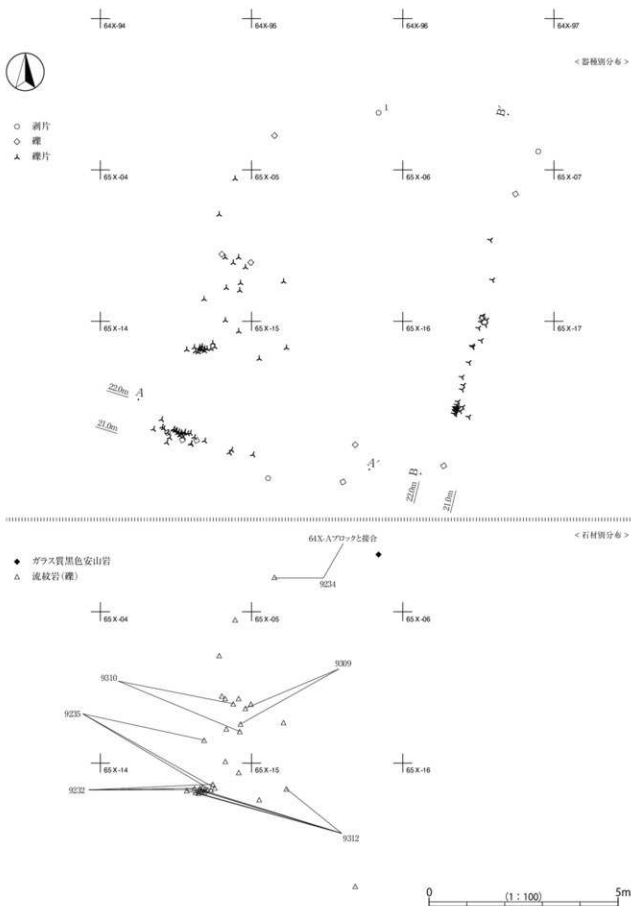 64X-94
64X-95
64X-96
64X-97
<器種別分布>
○ 剥片
◇ 礫
礫片
1
B′
65X-04
65X-05
65X-06
65X-07
65X-14
65X-15
65X-16
65X-17
22.0m
A
21.0m
A′
B
22.0m
21.0m
<石材別分布>
64X-Aブロックと接合
◆ ガラス質黒色安山岩
△ 流紋岩(礫)
9234
65X-04
65X-05
65X-06
9310
9309
9235
65X-14
65X-15
65X-16
9232
9312
0 (1:100) 5m